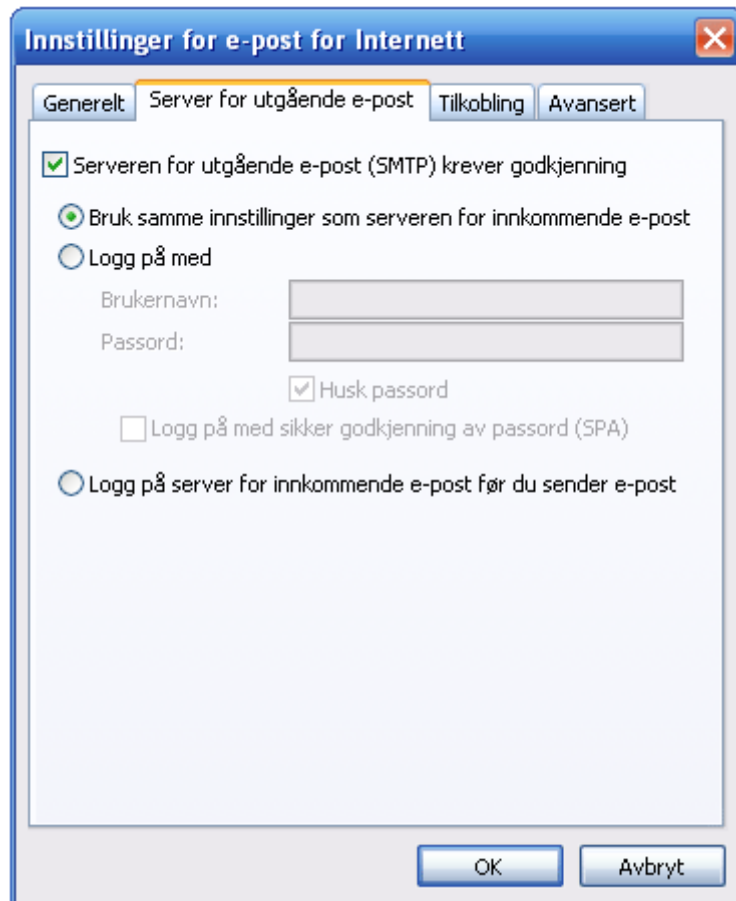 Innstillinger for e-post for Internett
Generelt
Server for utgående e-post
Tilkobling
Avansert
Serveren for utgående e-post (SMTP) krever godkjenning
Bruk samme innstillinger som serveren for innkommende e-post
Logg på med
Brukernavn:
Passord:
Husk passord
Logg på med sikker godkjenning av passord (SPA)
Logg på server for innkommende e-post før du sender e-post
OK
Avbryt